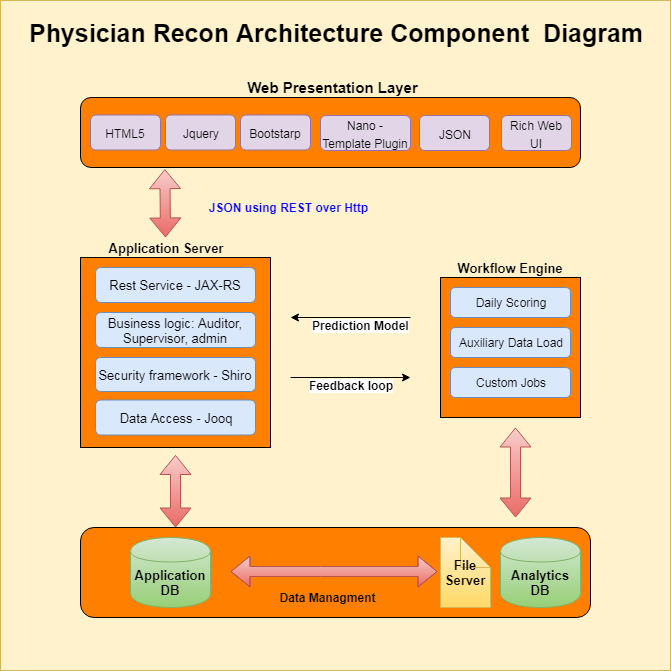 Physician Recon Architecture Component Diagram
Web Presentation Layer
HTML5
Jquery
Bootstarp
Nano -
Template Plugin
JSON
Rich Web
UI
JSON using REST over Http
Application Server
Rest Service - JAX-RS
Business logic: Auditor,
Supervisor, admin
Security framework - Shiro
Data Access - Jooq
Prediction Model
Feedback loop
Workflow Engine
Daily Scoring
Auxiliary Data Load
Custom Jobs
Application
DB
Data Managment
File
Server
Analytics
DB